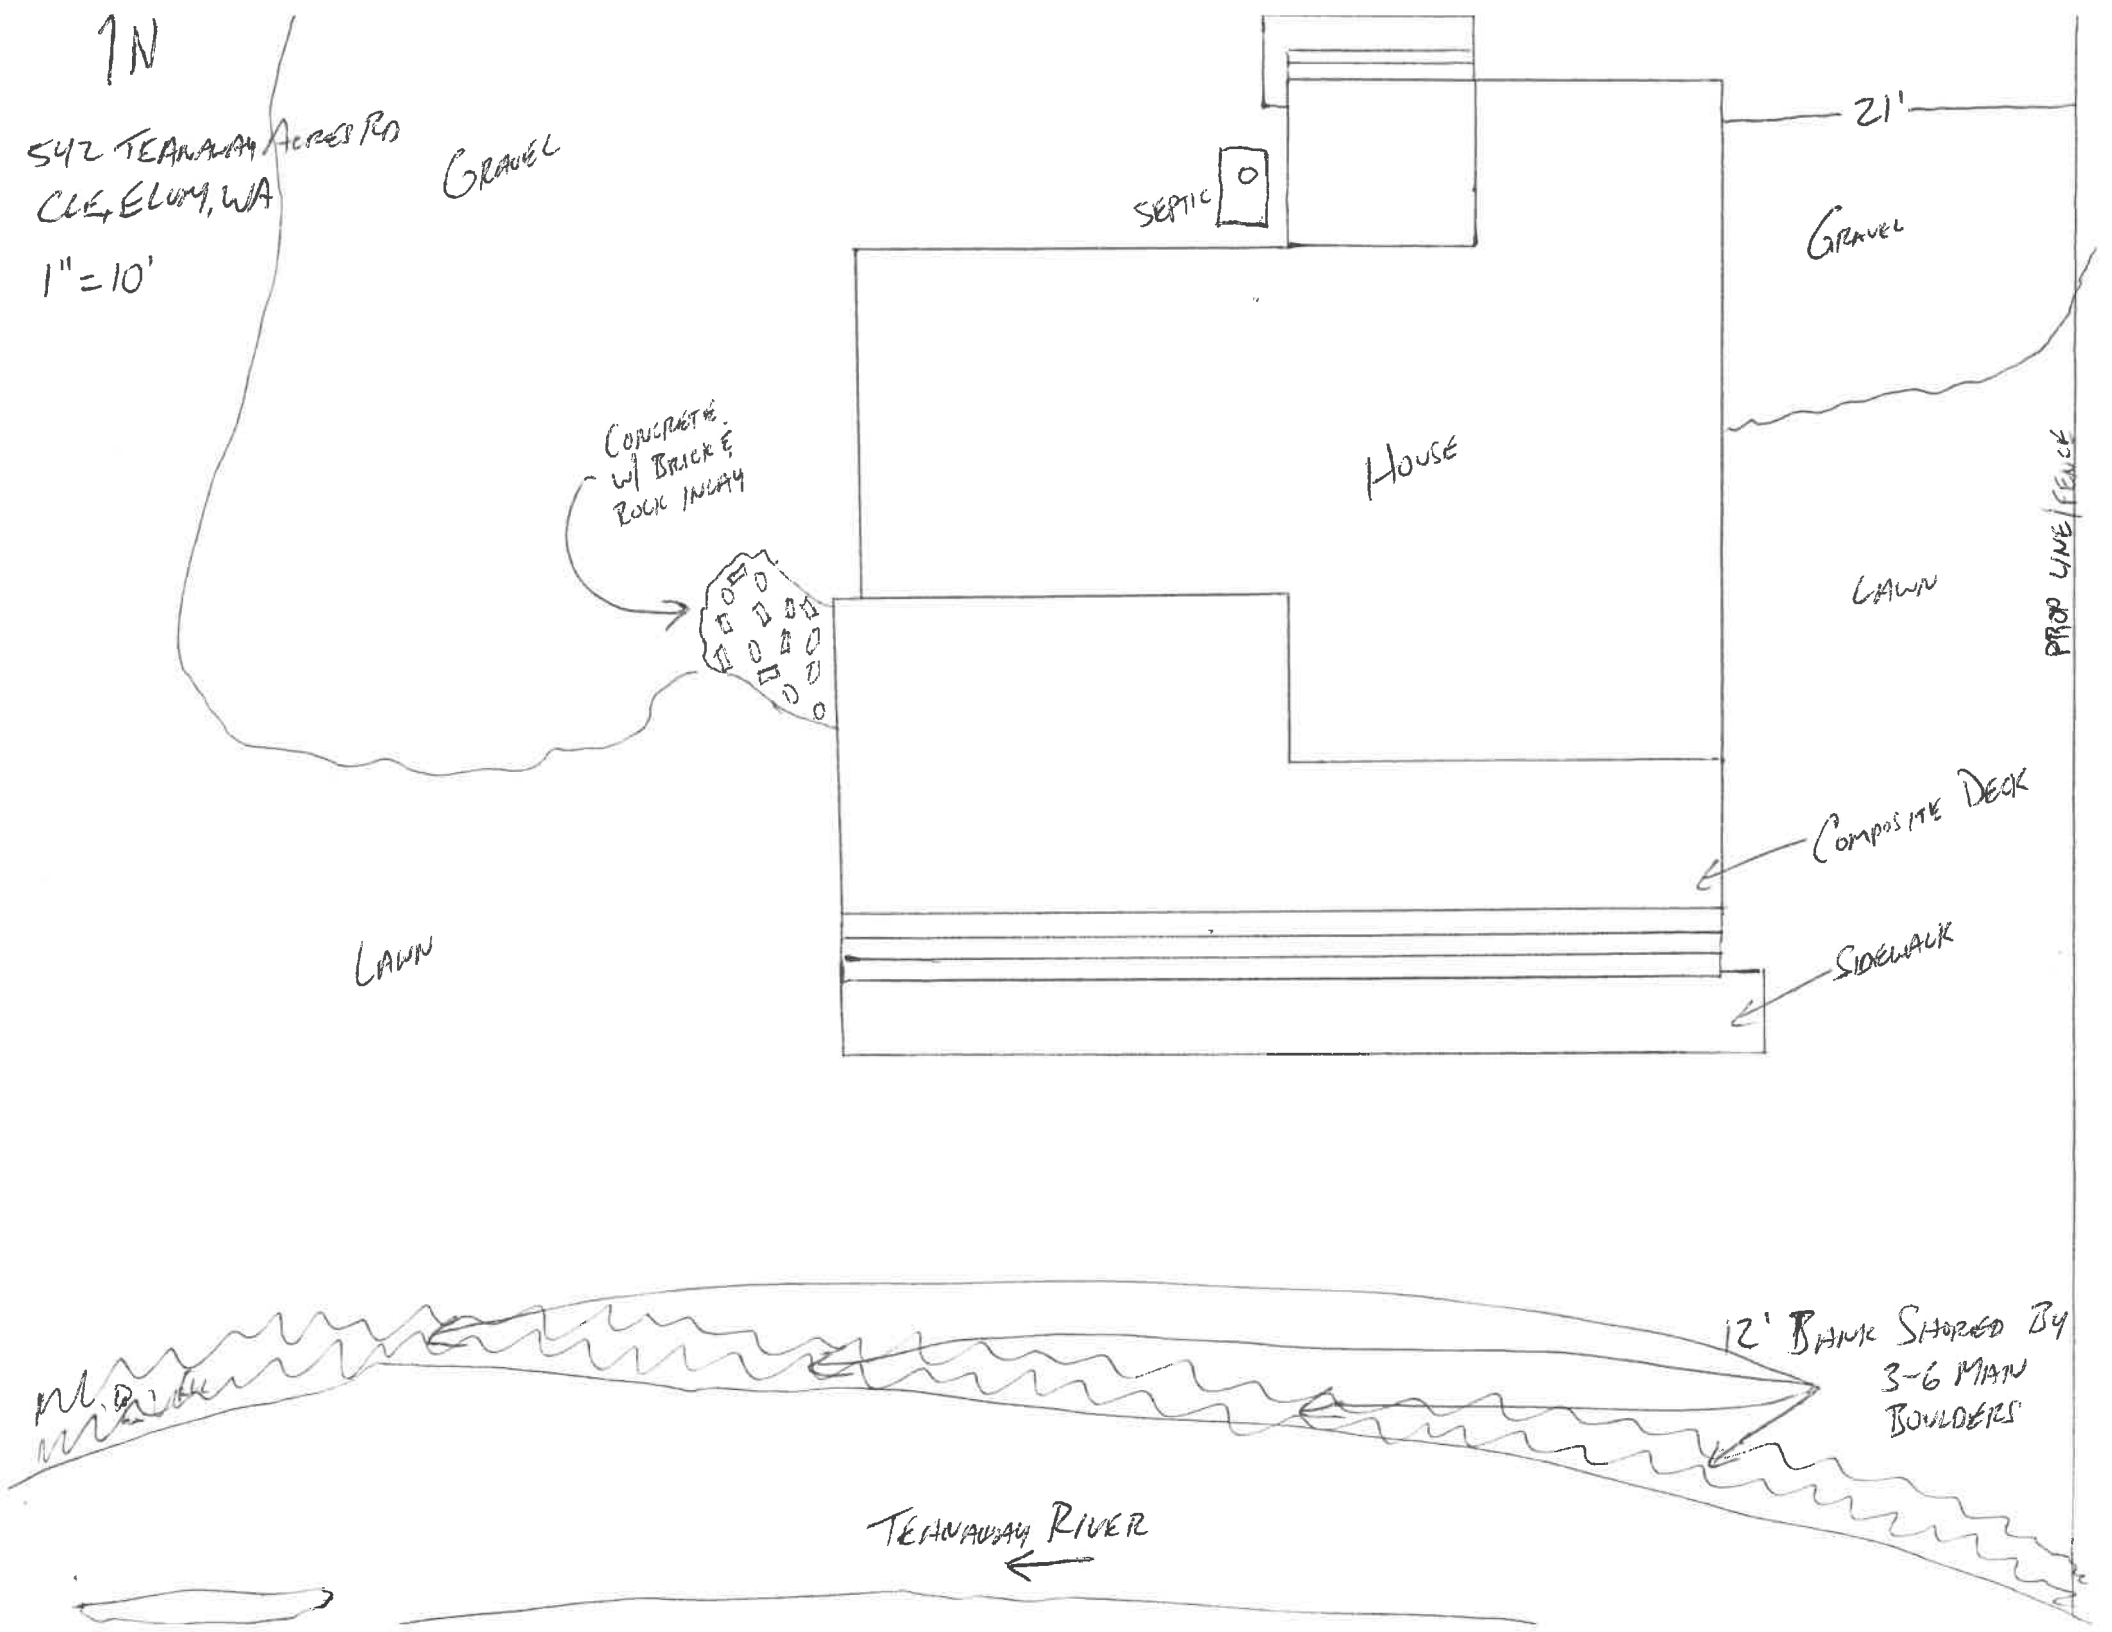 ↑N
542 TEANAWAY ACRES RD
CLE, ELUM, WA
1"=10'
GRAVEL
21'
SEPTIC
GRAVEL
CONCRETE
W/ BRICK &
ROCK INLAY
HOUSE
PROP LINE/FENCE
LAWN
COMPOSITE DECK
LAWN
SIDEWALK
12' BANK SHORED BY
3-6 MAN
BOULDERS
TEANAWAY RIVER
←